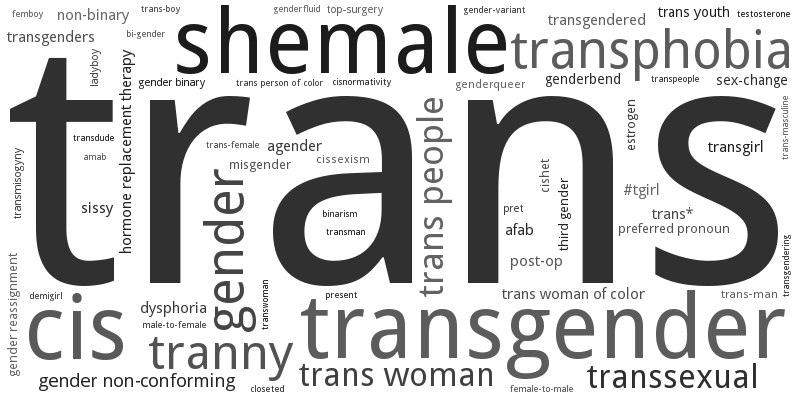 femboy
non-binary
trans-boy
genderfluid
top-surgery
gender-variant
transgendered
trans youth
testosterone
transgenders
bi-gender
shemale
transphobia
ladyboy
hormone replacement therapy
gender binary
trans person of color
cisnormativity
genderqueer
genderbend
transpeople
sex-change
trans
transdude
amab
trans-female
agender
misgender
cissexism
trans people
estrogen
transgirl
trans-masculine
transmisogyny
sissy
gender
binarism
transman
cishet
third gender
pret
afab
#tgirl
trans*
preferred pronoun
post-op
transgendering
gender reassignment
demigirl
cis
dysphoria
male-to-female
transwoman
present
trans woman of color
trans-man
transgender
tranny
gender non-conforming
closeted
trans woman
female-to-male
transsexual